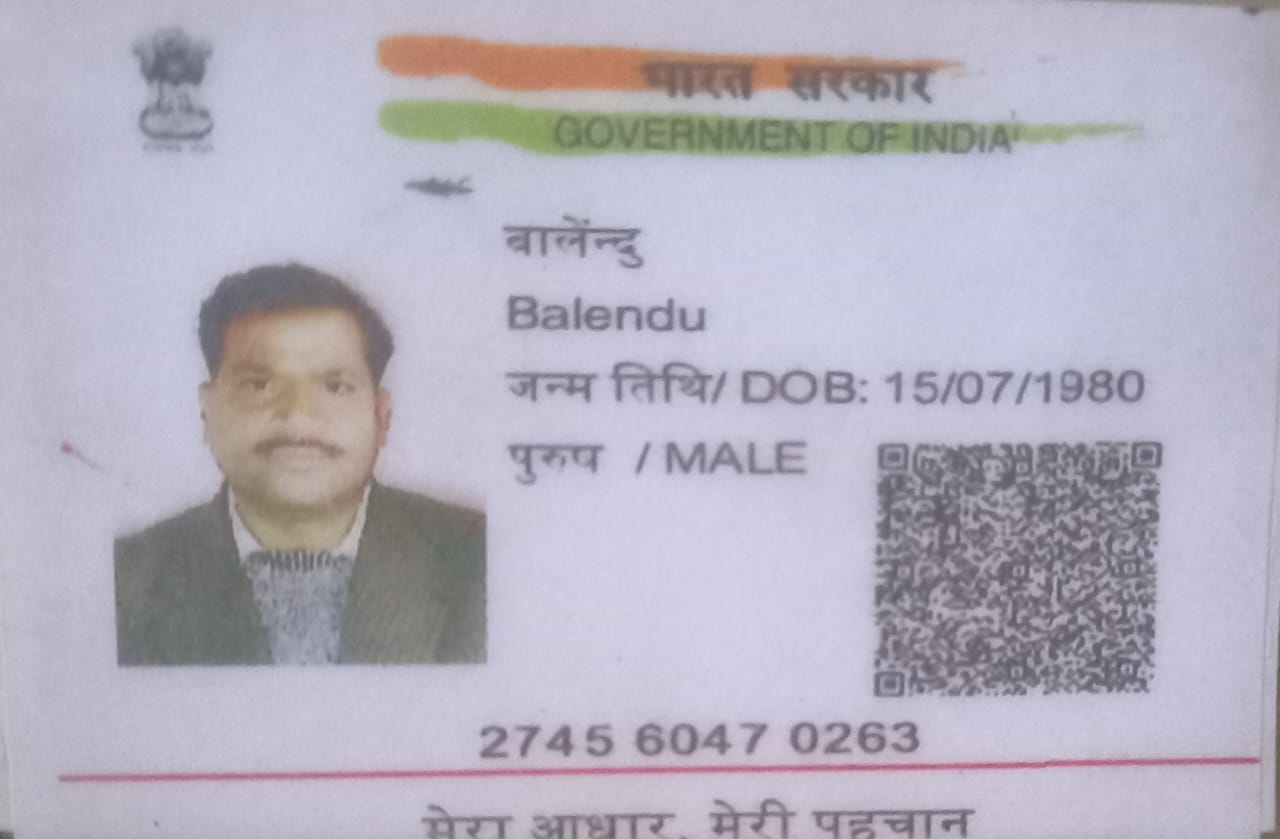 भारत सरकार
GOVERNMENT OF INDIA
बालेंन्दु
Balendu
जन्म तिथि/ DOB: 15/07/1980
पुरुष / MALE
2745 6047 0263
मेरा आधार, मेरी पहचान